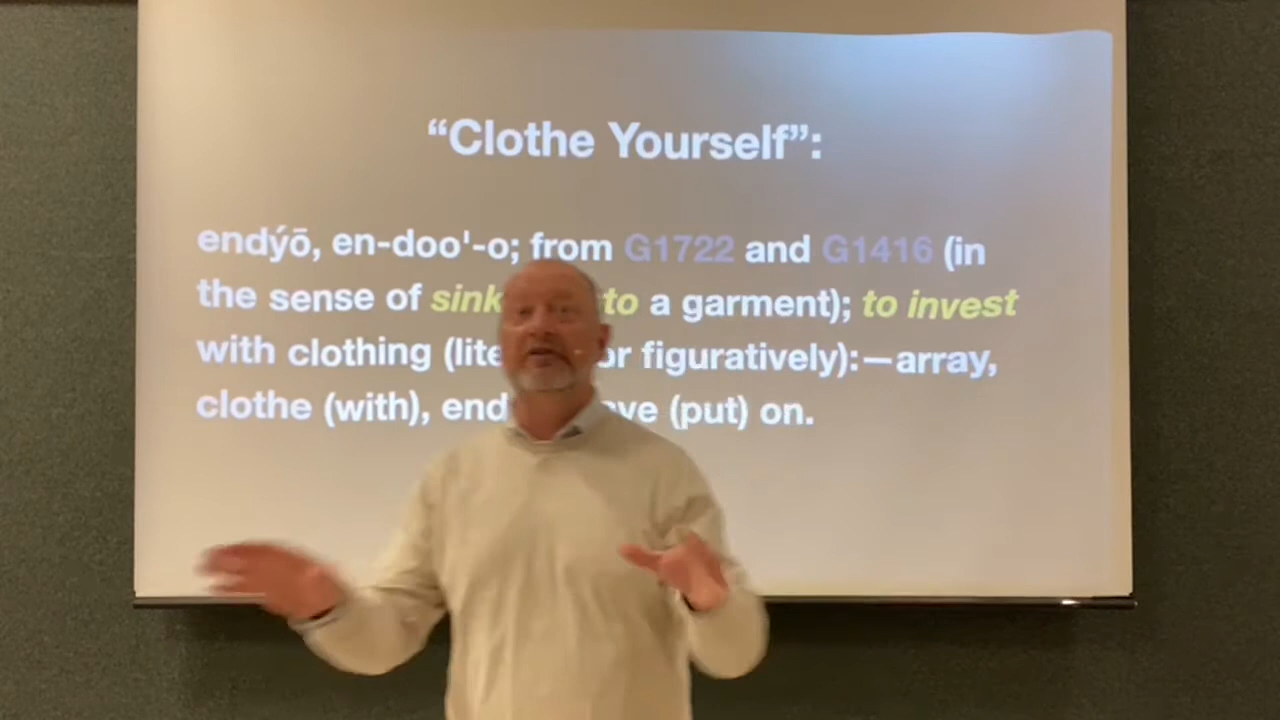 “Clothe Yourself”:
endýō, en-doo'-o; from G1722 and G1416 (in
the sense of sink to a garment); to invest
with clothing (lite or figuratively):—array,
clothe (with), end ve (put) on.